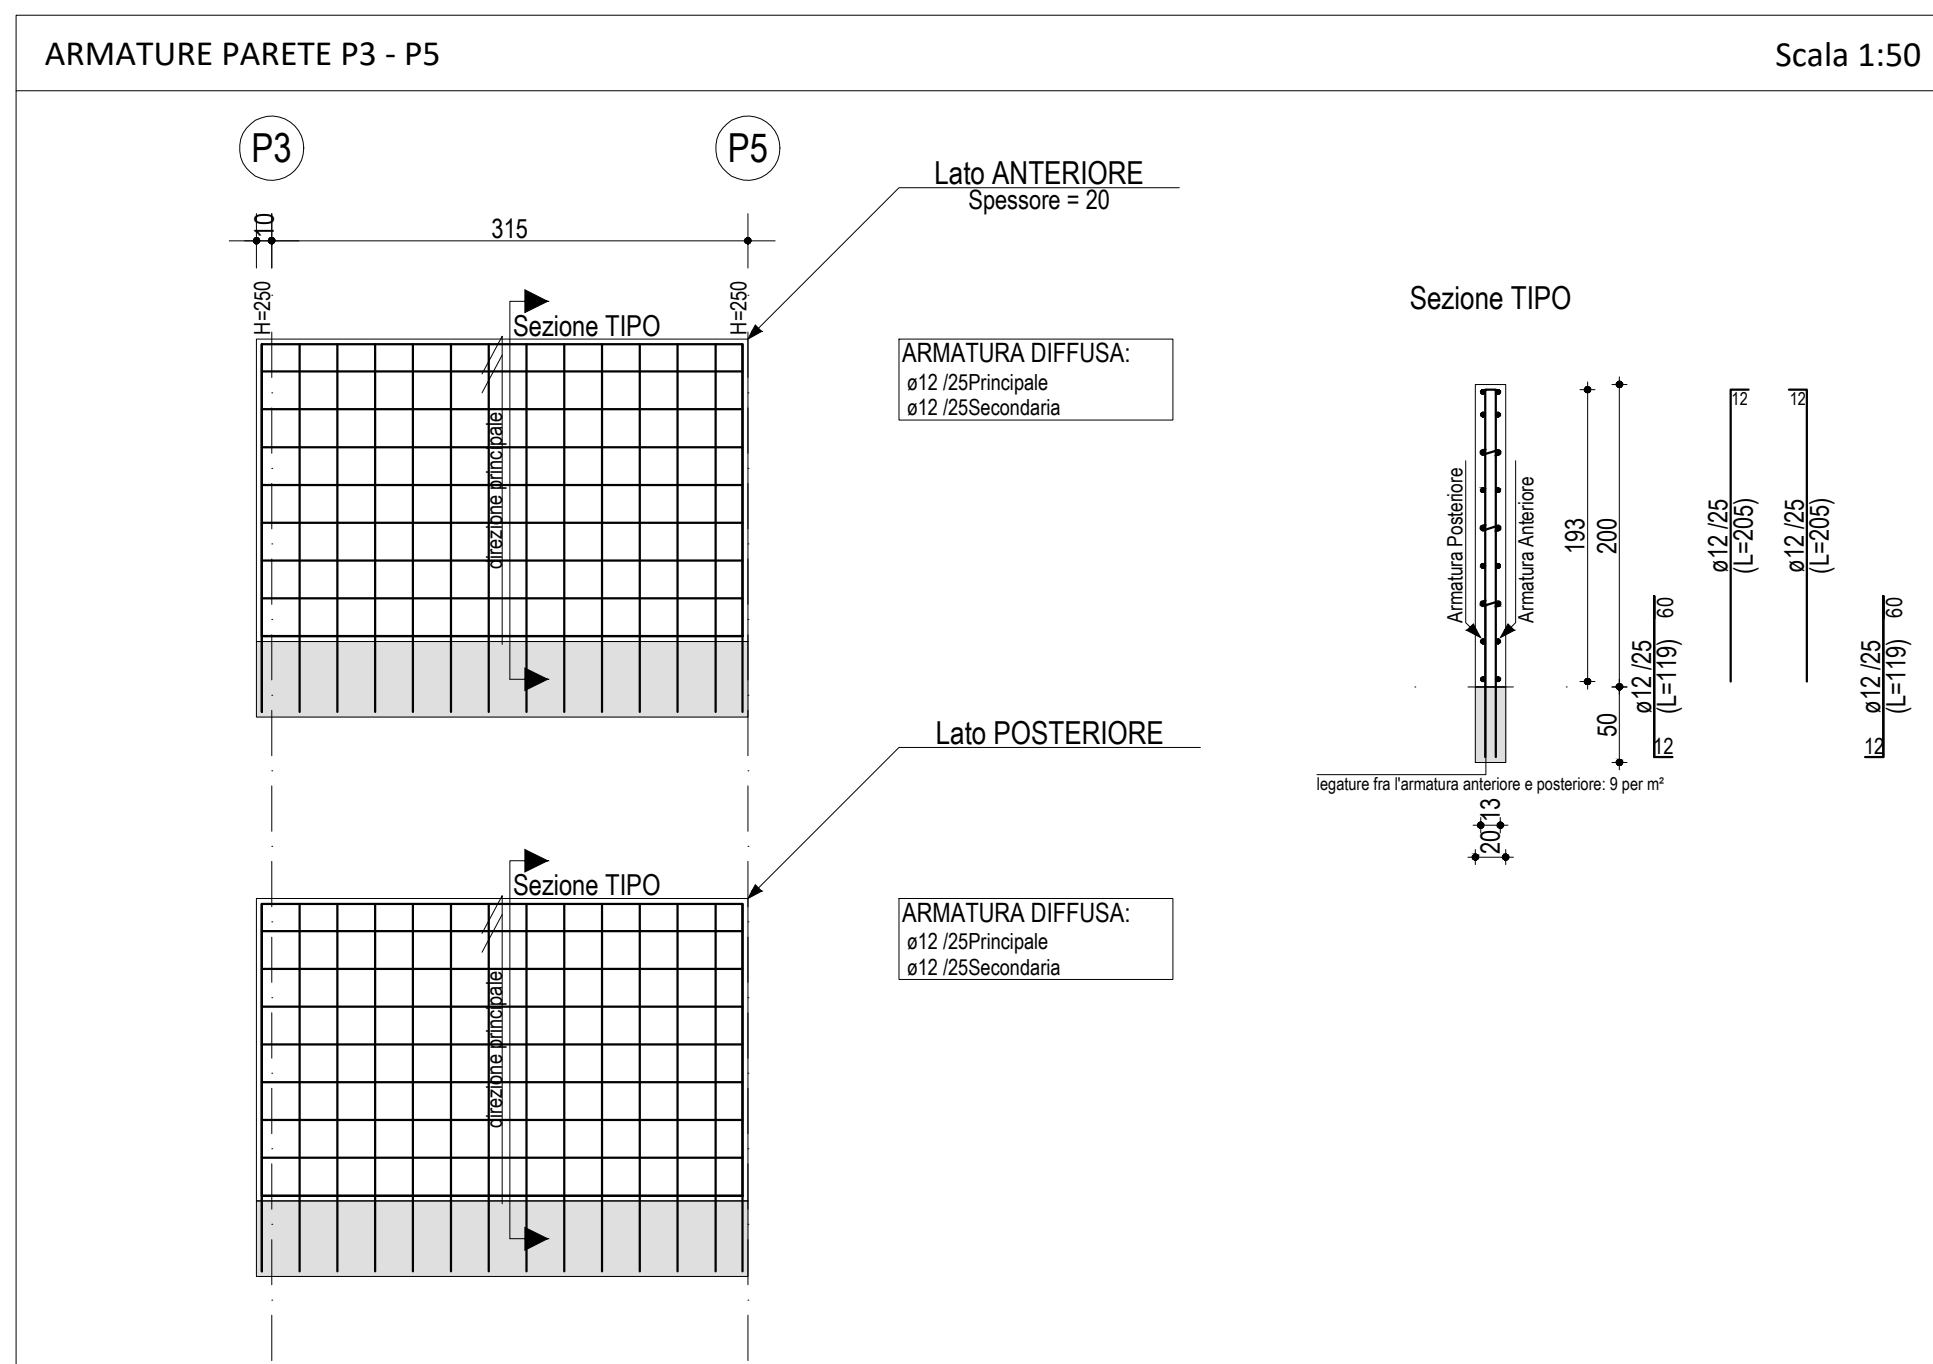 ARMATURE PARETE P3 - P5
Scala 1:50
P3
P5
Lato ANTERIORE
Spessore = 20
10
315
H=250
H=250
Sezione TIPO
direzione principale
ARMATURA DIFFUSA:
ø12 /25Principale
ø12 /25Secondaria
Sezione TIPO
Armatura Posteriore
Armatura Anteriore
193
200
50
12
12
ø12 /25
(L=205)
ø12 /25
(L=205)
60
ø12 /25
(L=119)
12
60
ø12 /25
(L=119)
12
legature fra l'armatura anteriore e posteriore: 9 per m²
13
20
Lato POSTERIORE
Sezione TIPO
direzione principale
ARMATURA DIFFUSA:
ø12 /25Principale
ø12 /25Secondaria